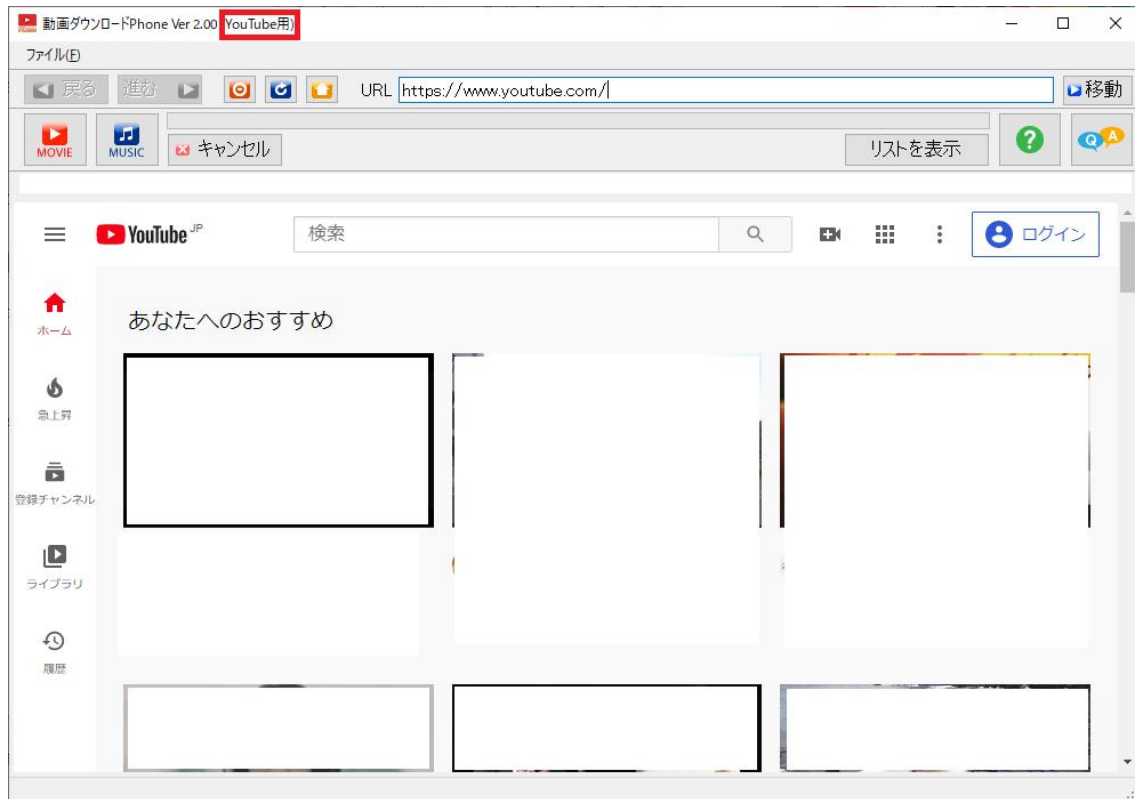 動画ダウンロードPhone Ver 2.00 YouTube用)
ファイル(F)
戻る 進む URL https://www.youtube.com/ 移動
MOVIE MUSIC キャンセル リストを表示 ? Q A
YouTube JP 検索 ログイン
ホーム
あなたへのおすすめ
急上昇
登録チャンネル
ライブラリ
履歴